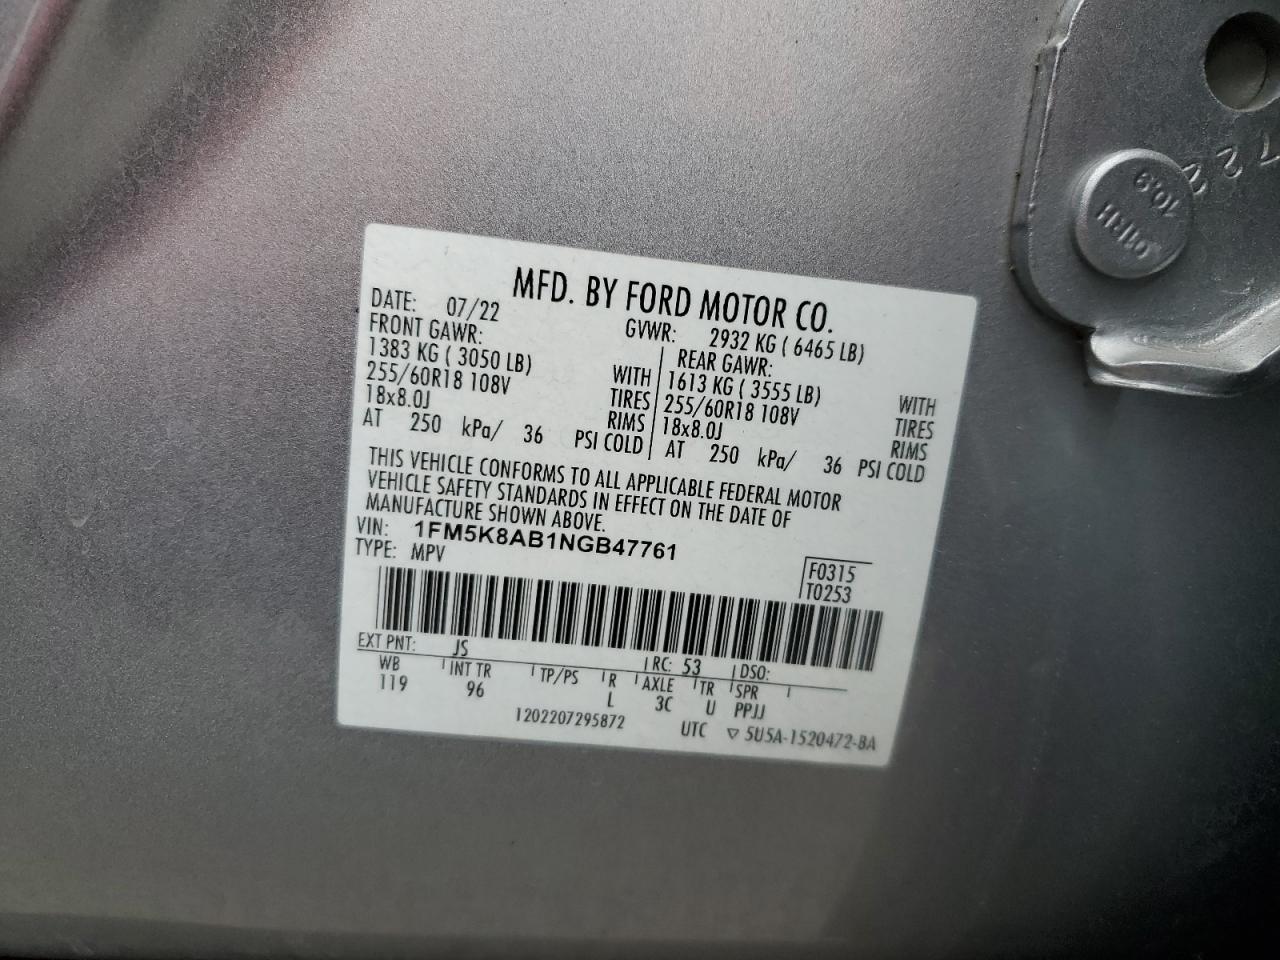 MFD. BY FORD MOTOR CO.
DATE: 07/22 GVWR: 2932 KG ( 6465 LB)
FRONT GAWR: REAR GAWR:
1383 KG ( 3050 LB) WITH 1613 KG ( 3555 LB) WITH
255/60R18 108V TIRES 255/60R18 108V TIRES
18x8.0J RIMS 18x8.0J RIMS
AT 250 kPa/ 36 PSI COLD AT 250 kPa/ 36 PSI COLD
THIS VEHICLE CONFORMS TO ALL APPLICABLE FEDERAL MOTOR
VEHICLE SAFETY STANDARDS IN EFFECT ON THE DATE OF
MANUFACTURE SHOWN ABOVE.
VIN: 1FM5K8AB1NGB47761
TYPE: MPV
F0315
T0253
EXT PNT: JS RC: 53 DSO:
WB INT TR TP/PS R AXLE TR SPR
119 96 L 3C U PPJJ
1202207295872 UTC ▽ 5U5A-1520472-BA
10.9